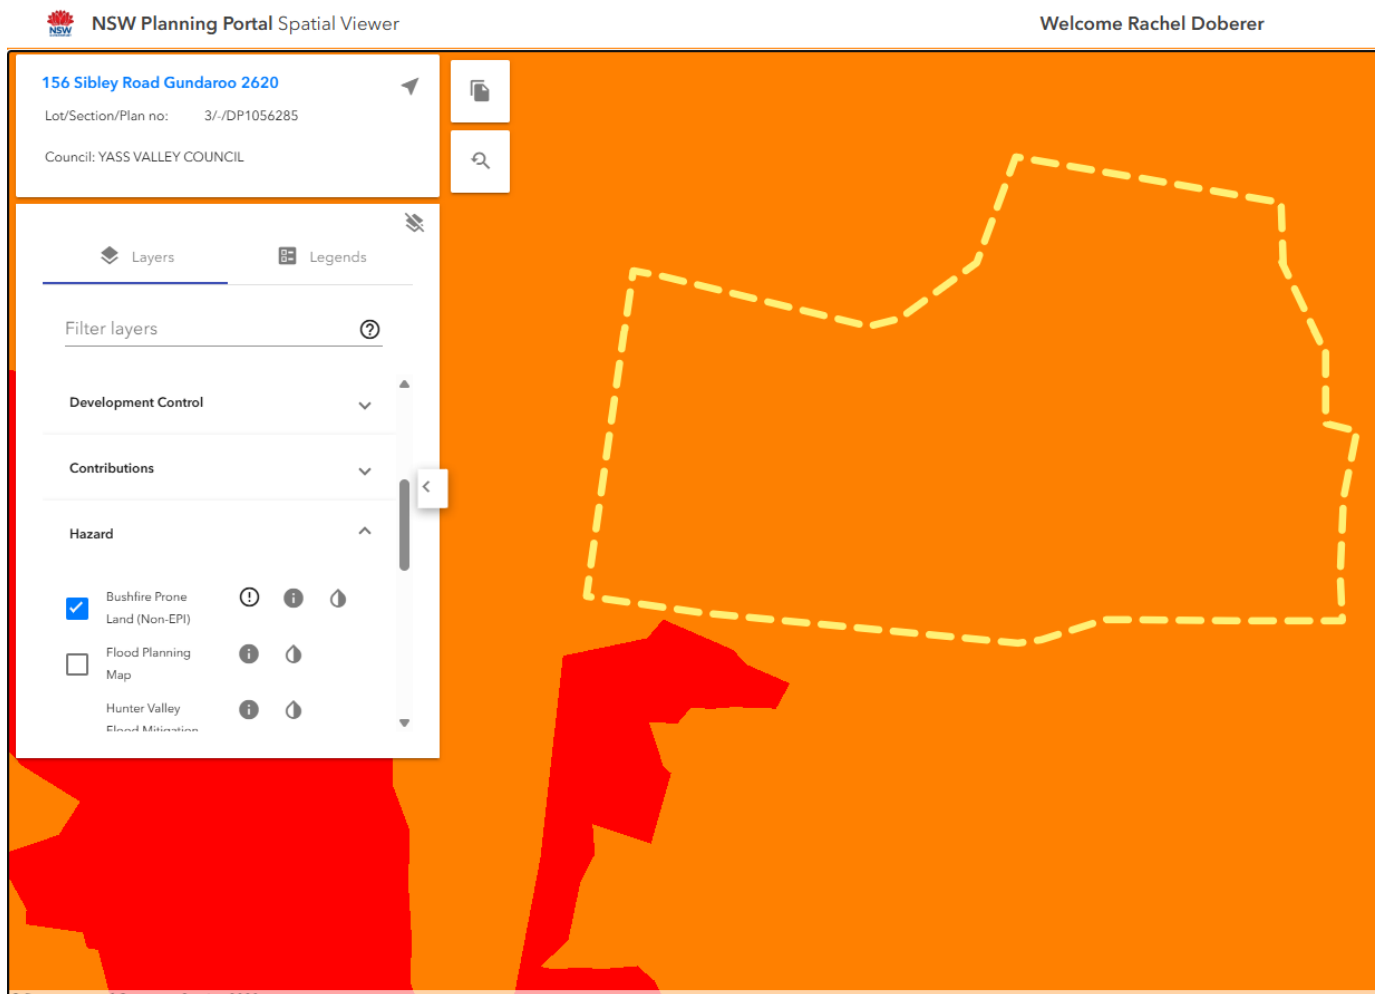 NSW
NSW Planning Portal Spatial Viewer
Welcome Rachel Doberer
156 Sibley Road Gundaroo 2620
Lot/Section/Plan no: 3/-/DP1056285
Council: YASS VALLEY COUNCIL
Layers
Legends
Filter layers
Development Control
Contributions
Hazard
Bushfire Prone
Land (Non-EPI)
Flood Planning
Map
Hunter Valley
Flood Mitigation